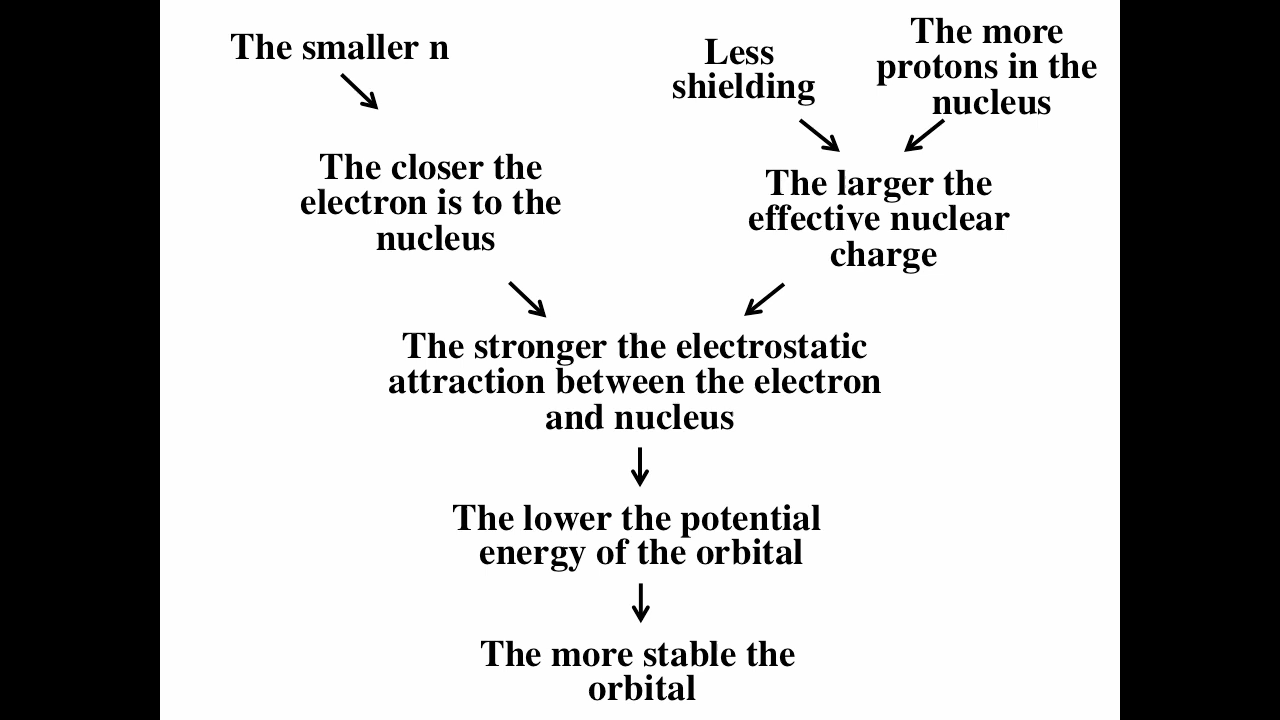 The smaller n
Less
shielding
The more
protons in the
nucleus
The closer the
electron is to the
nucleus
The larger the
effective nuclear
charge
The stronger the electrostatic
attraction between the electron
and nucleus
The lower the potential
energy of the orbital
The more stable the
orbital